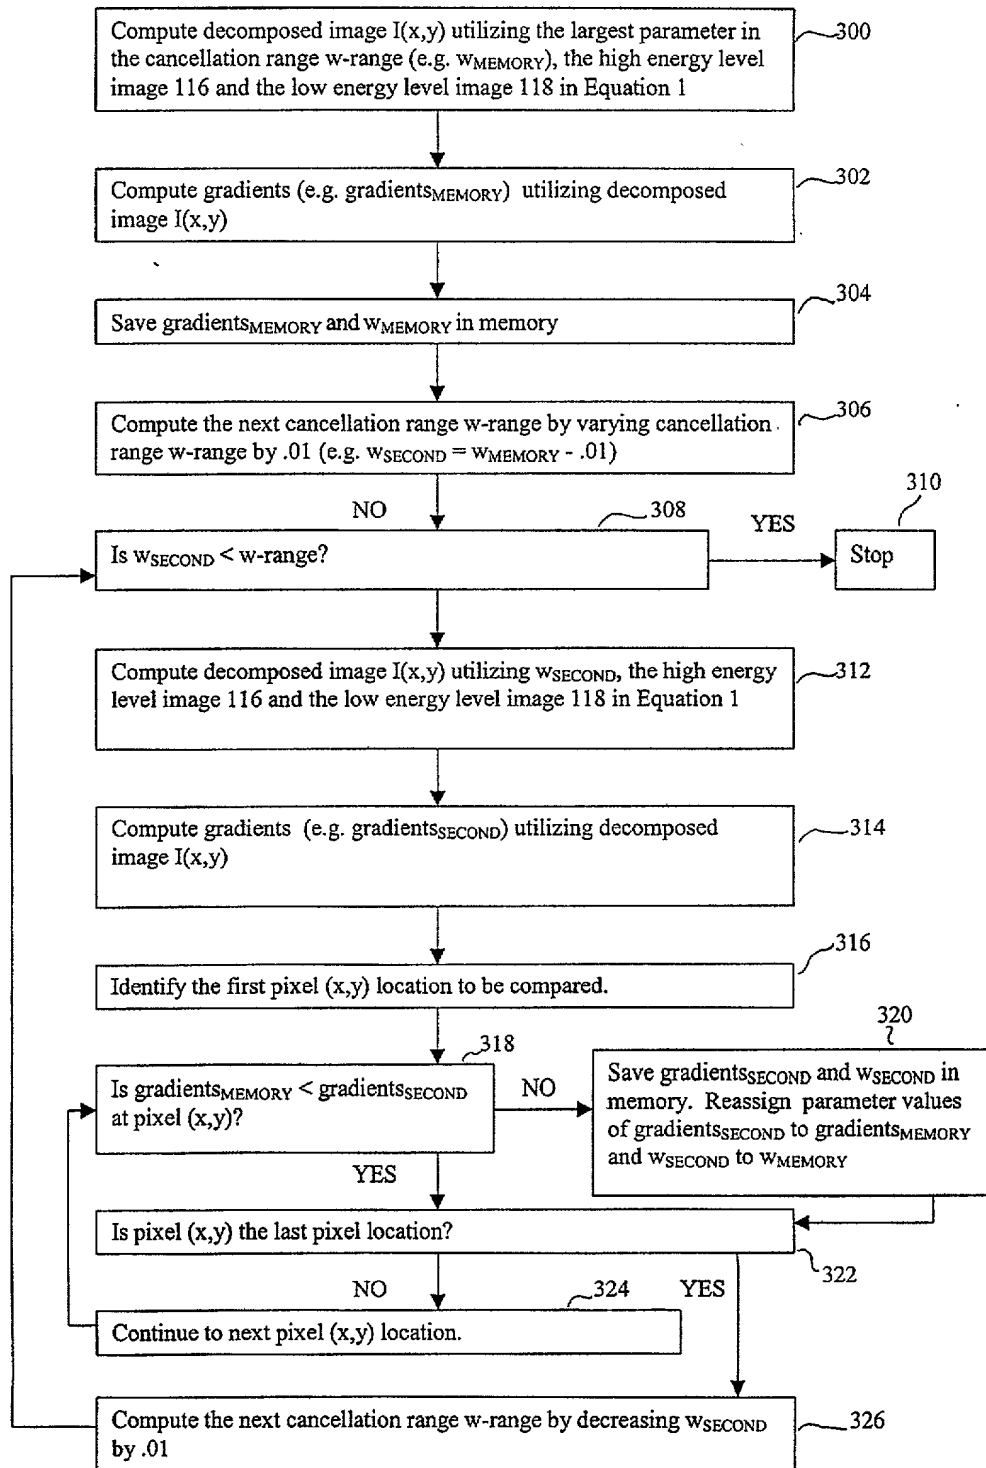 Compute decomposed image I(x,y) utilizing the largest parameter in
the cancellation range w-range (e.g. wMEMORY), the high energy level
image 116 and the low energy level image 118 in Equation 1
300
Compute gradients (e.g. gradientsMEMORY) utilizing decomposed
image I(x,y)
302
Save gradientsMEMORY and wMEMORY in memory
304
Compute the next cancellation range w-range by varying cancellation
range w-range by .01 (e.g. wSECOND = wMEMORY - .01)
306
NO
308
YES
310
Is wSECOND < w-range?
Stop
Compute decomposed image I(x,y) utilizing wSECOND, the high energy
level image 116 and the low energy level image 118 in Equation 1
312
Compute gradients (e.g. gradientsSECOND) utilizing decomposed
image I(x,y)
314
Identify the first pixel (x,y) location to be compared.
316
318
Is gradientsMEMORY < gradientsSECOND
at pixel (x,y)?
NO
320
Save gradientsSECOND and wSECOND in
memory. Reassign parameter values
of gradientsSECOND to gradientsMEMORY
and wSECOND to wMEMORY
YES
Is pixel (x,y) the last pixel location?
322
NO
324
YES
Continue to next pixel (x,y) location.
Compute the next cancellation range w-range by decreasing wSECOND
by .01
326